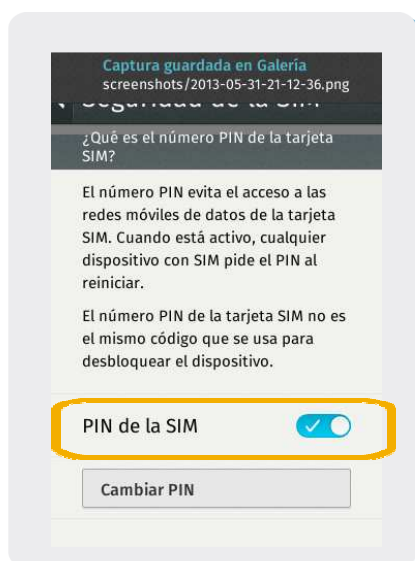 Captura guardada en Galería
screenshots/2013-05-31-21-12-36.png
Seguridad de la SIM
¿Qué es el número PIN de la tarjeta
SIM?
El número PIN evita el acceso a las
redes móviles de datos de la tarjeta
SIM. Cuando está activo, cualquier
dispositivo con SIM pide el PIN al
reiniciar.
El número PIN de la tarjeta SIM no es
el mismo código que se usa para
desbloquear el dispositivo.
PIN de la SIM
Cambiar PIN